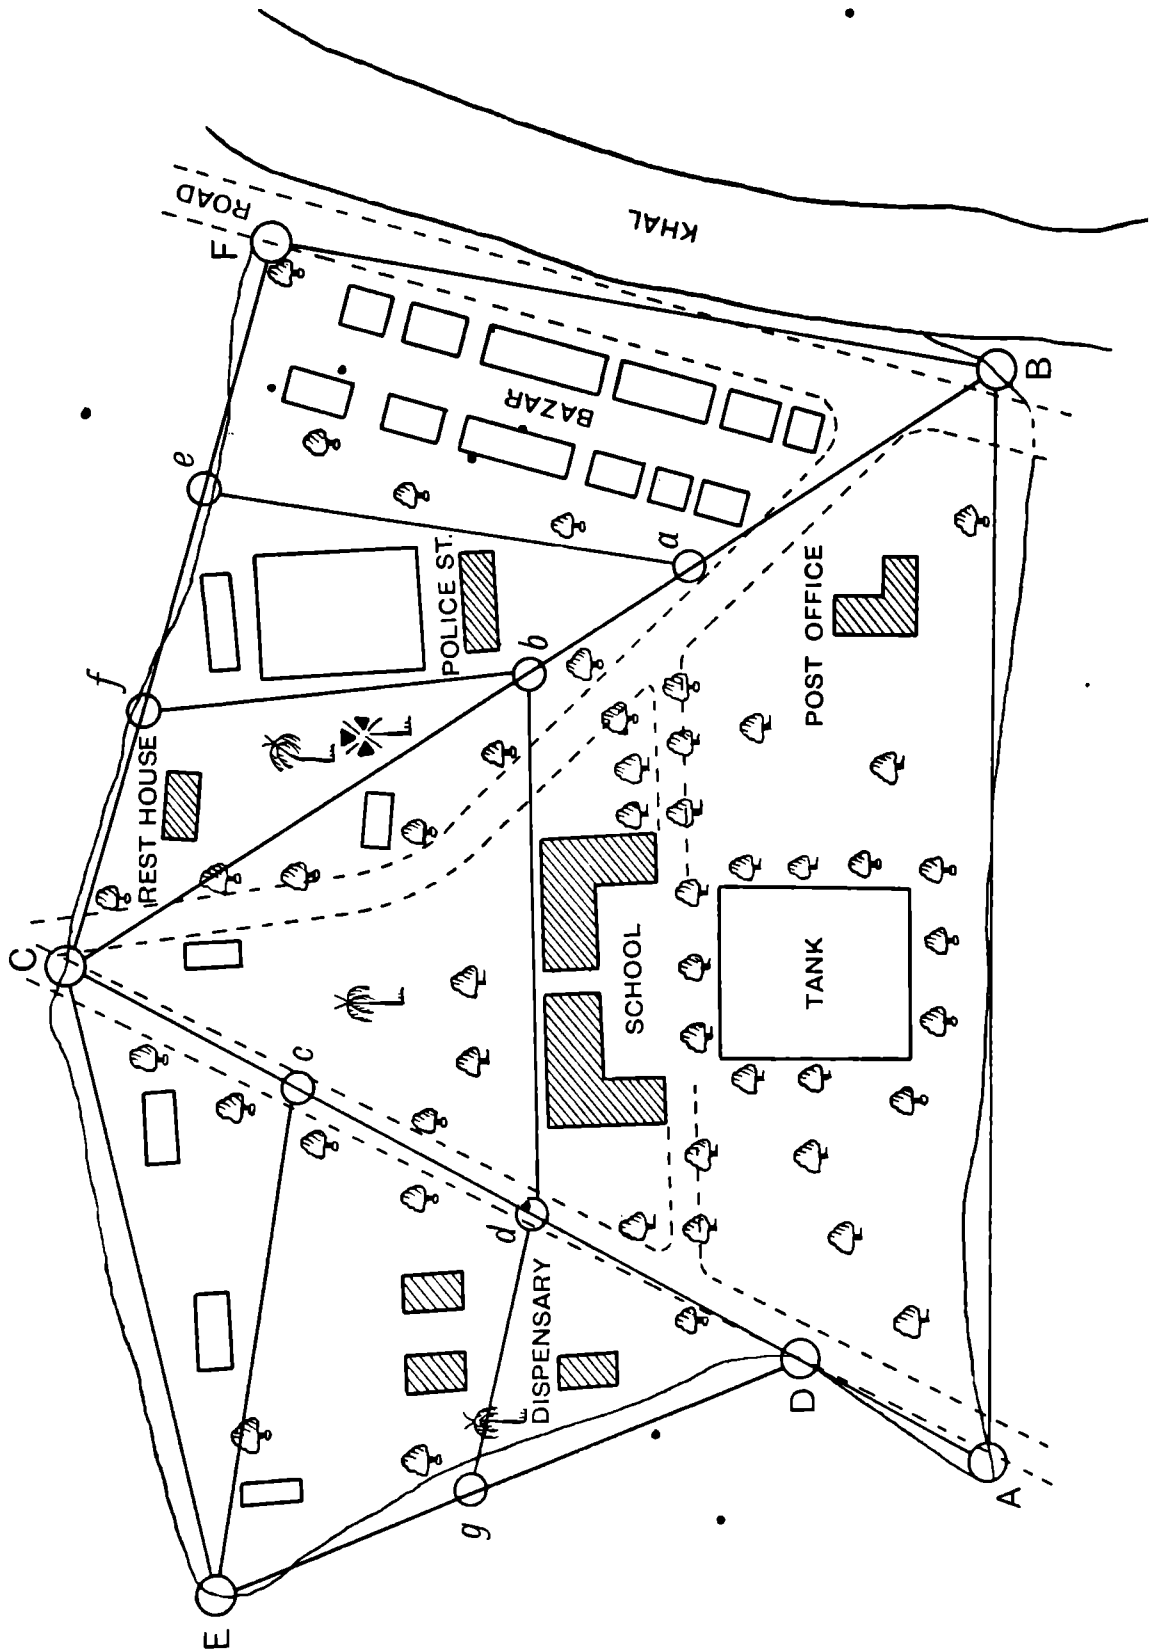 E
C
f
e
F
ROAD
KHAL
REST HOUSE
POLICE ST.
BAZAR
c
b
a
g
d
DISPENSARY
SCHOOL
POST OFFICE
TANK
D
A
B